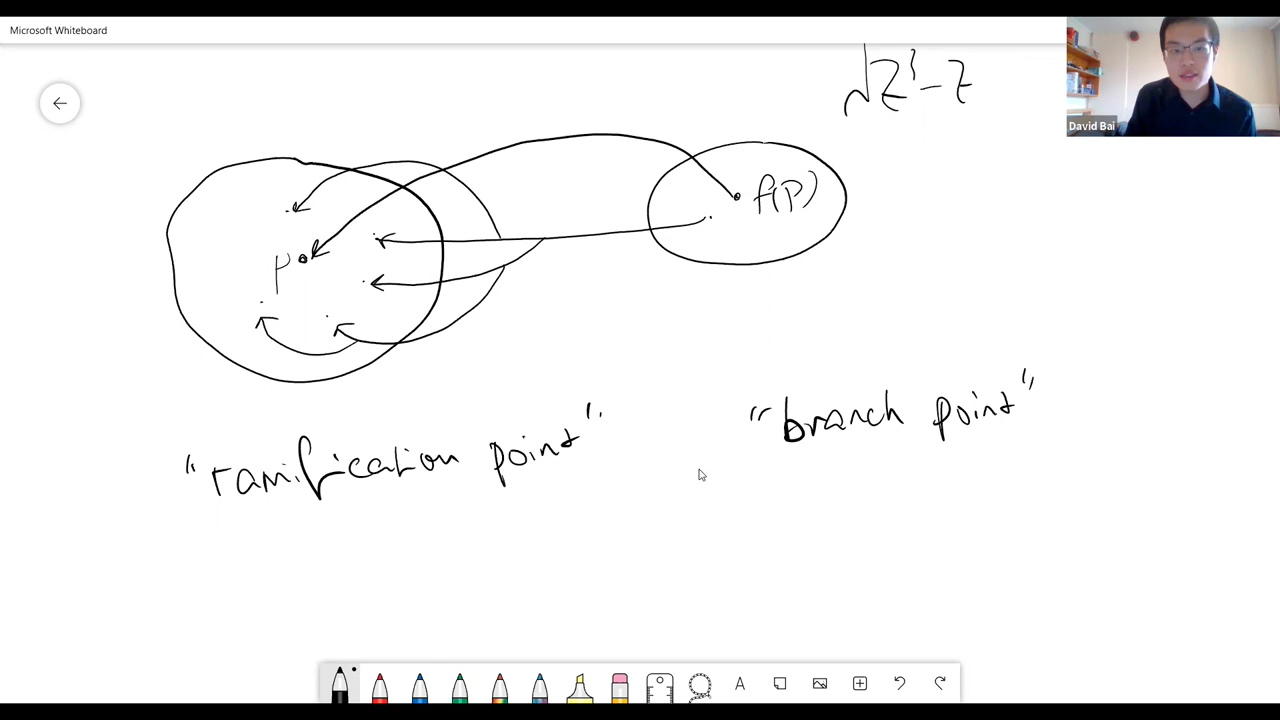 Microsoft Whiteboard
√z³ − z
David Bai
f(p)
p
"ramification point"
"branch point"
A